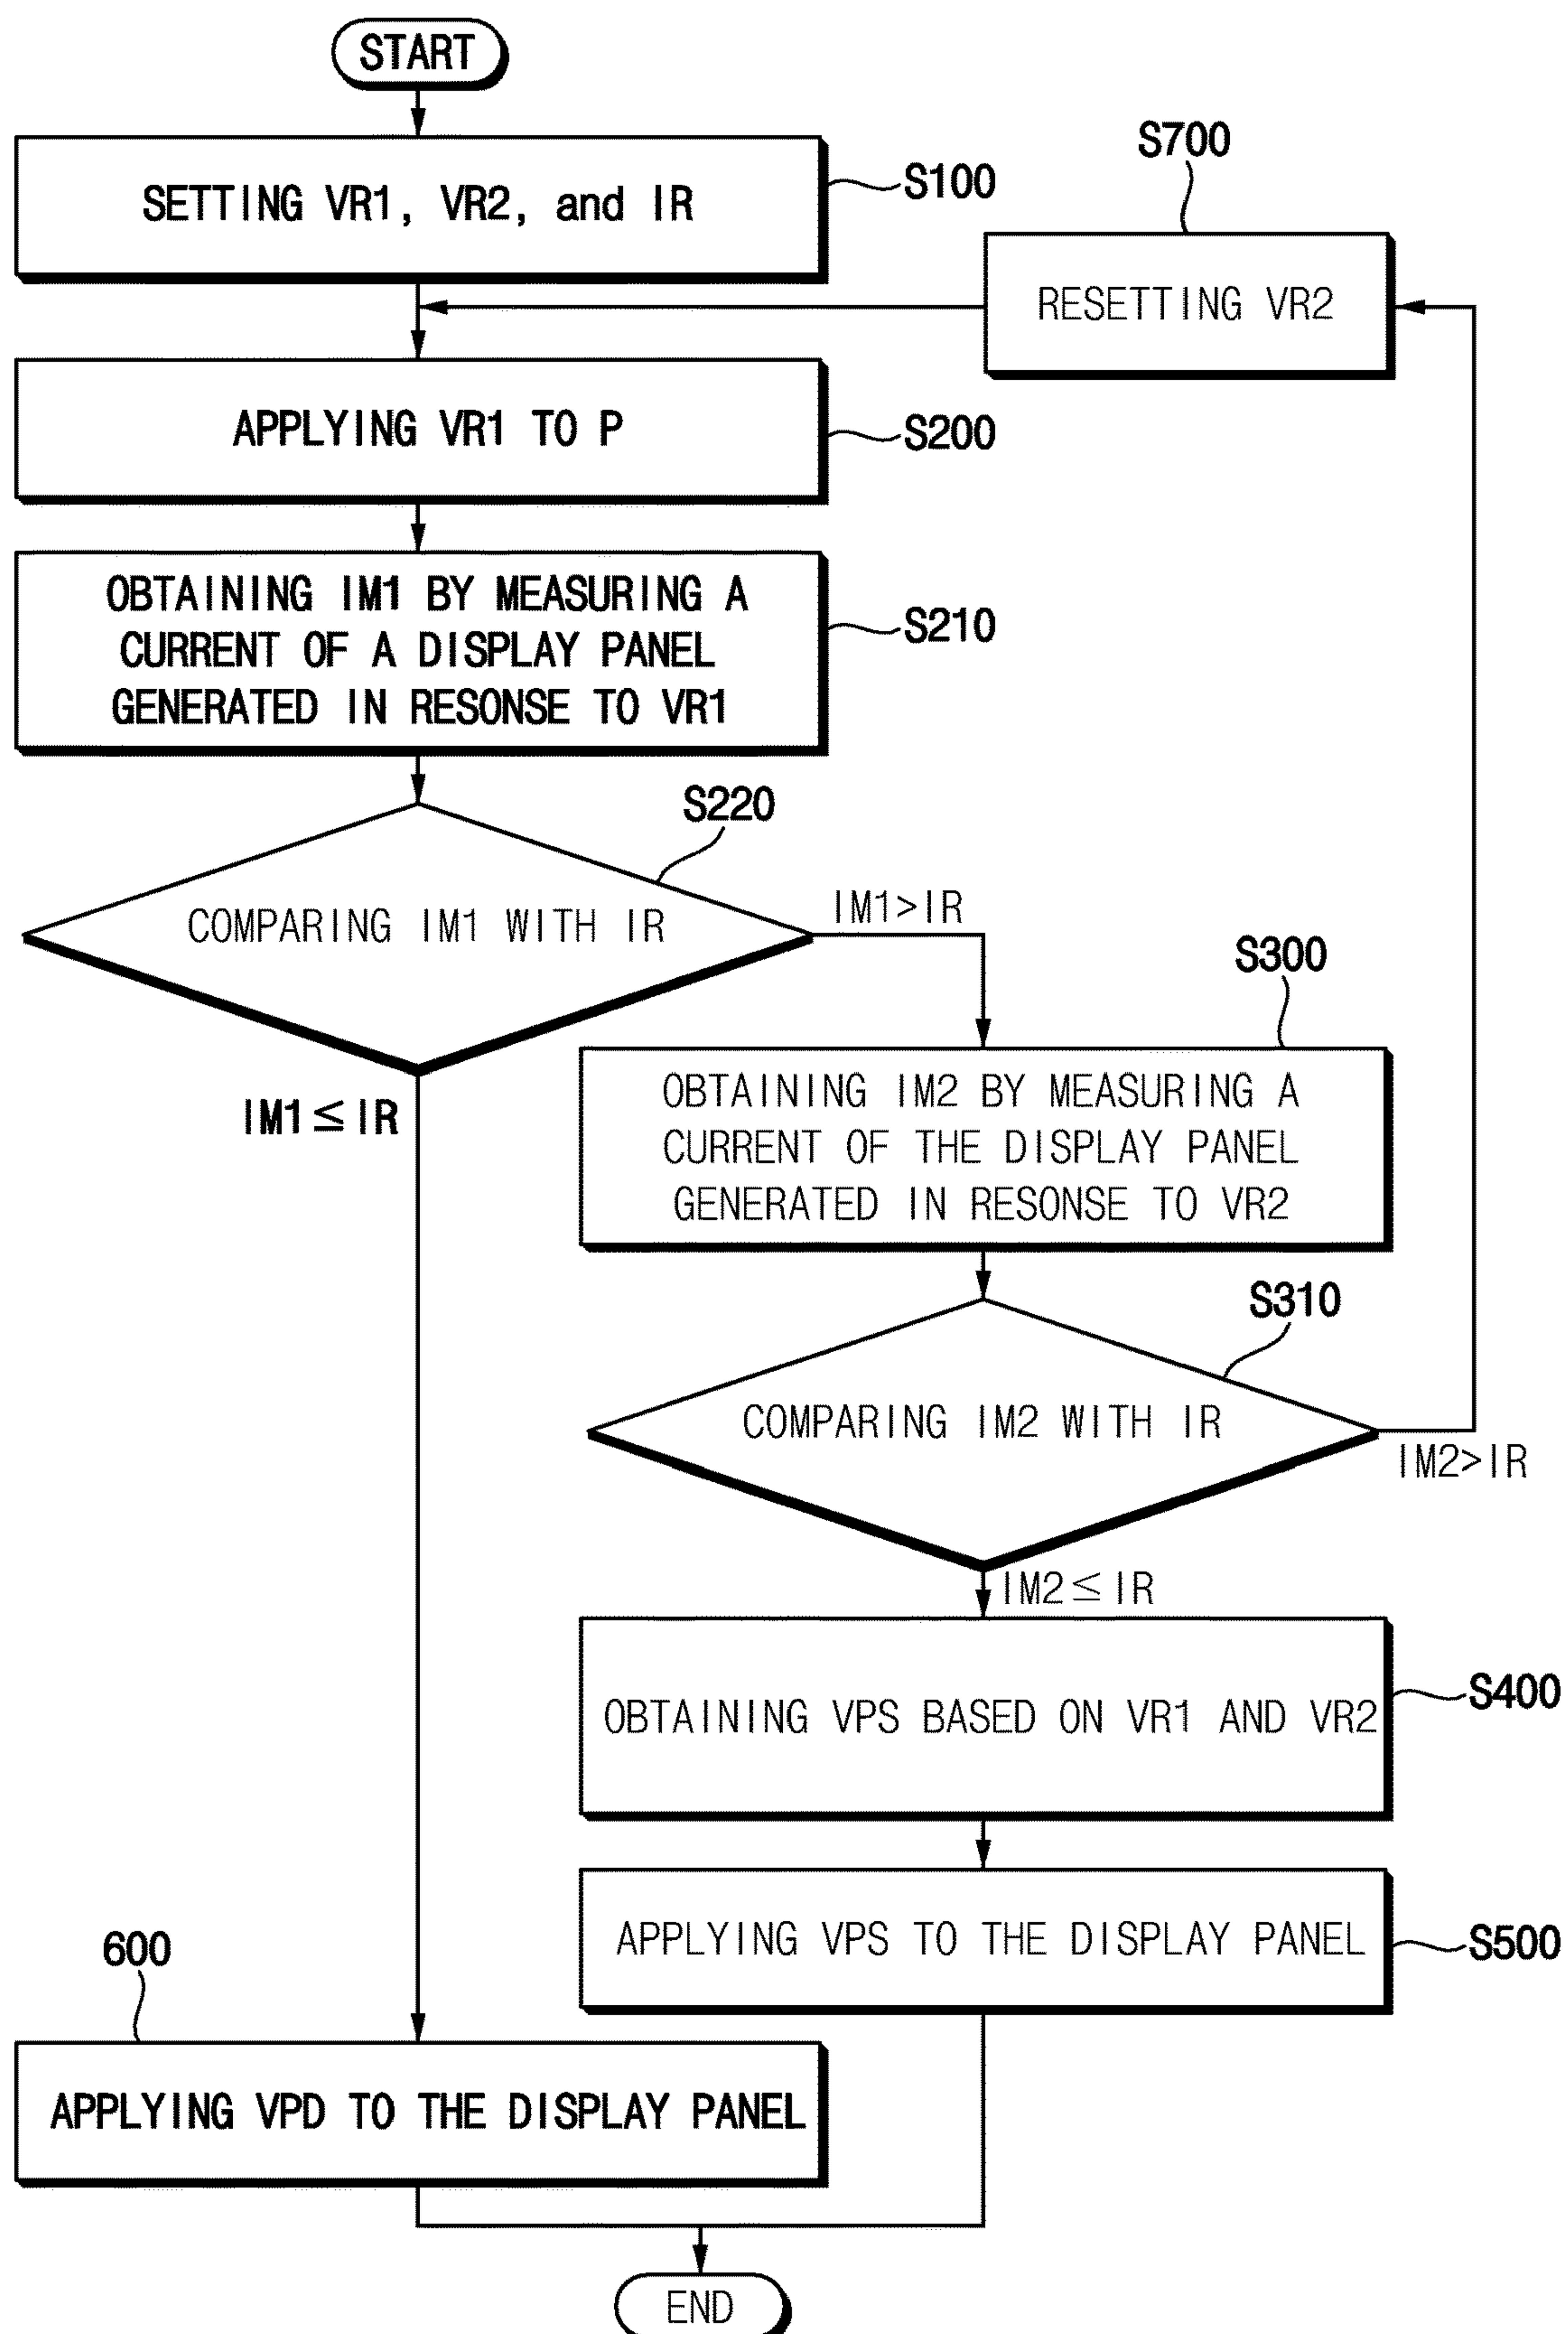 START
SETTING VR1, VR2, and IR
S100
S700
RESETTING VR2
APPLYING VR1 TO P
S200
OBTAINING IM1 BY MEASURING A
CURRENT OF A DISPLAY PANEL
GENERATED IN RESONSE TO VR1
S210
S220
COMPARING IM1 WITH IR
IM1>IR
IM1≤IR
S300
OBTAINING IM2 BY MEASURING A
CURRENT OF THE DISPLAY PANEL
GENERATED IN RESONSE TO VR2
S310
COMPARING IM2 WITH IR
IM2>IR
IM2≤IR
OBTAINING VPS BASED ON VR1 AND VR2
S400
APPLYING VPS TO THE DISPLAY PANEL
S500
600
APPLYING VPD TO THE DISPLAY PANEL
END